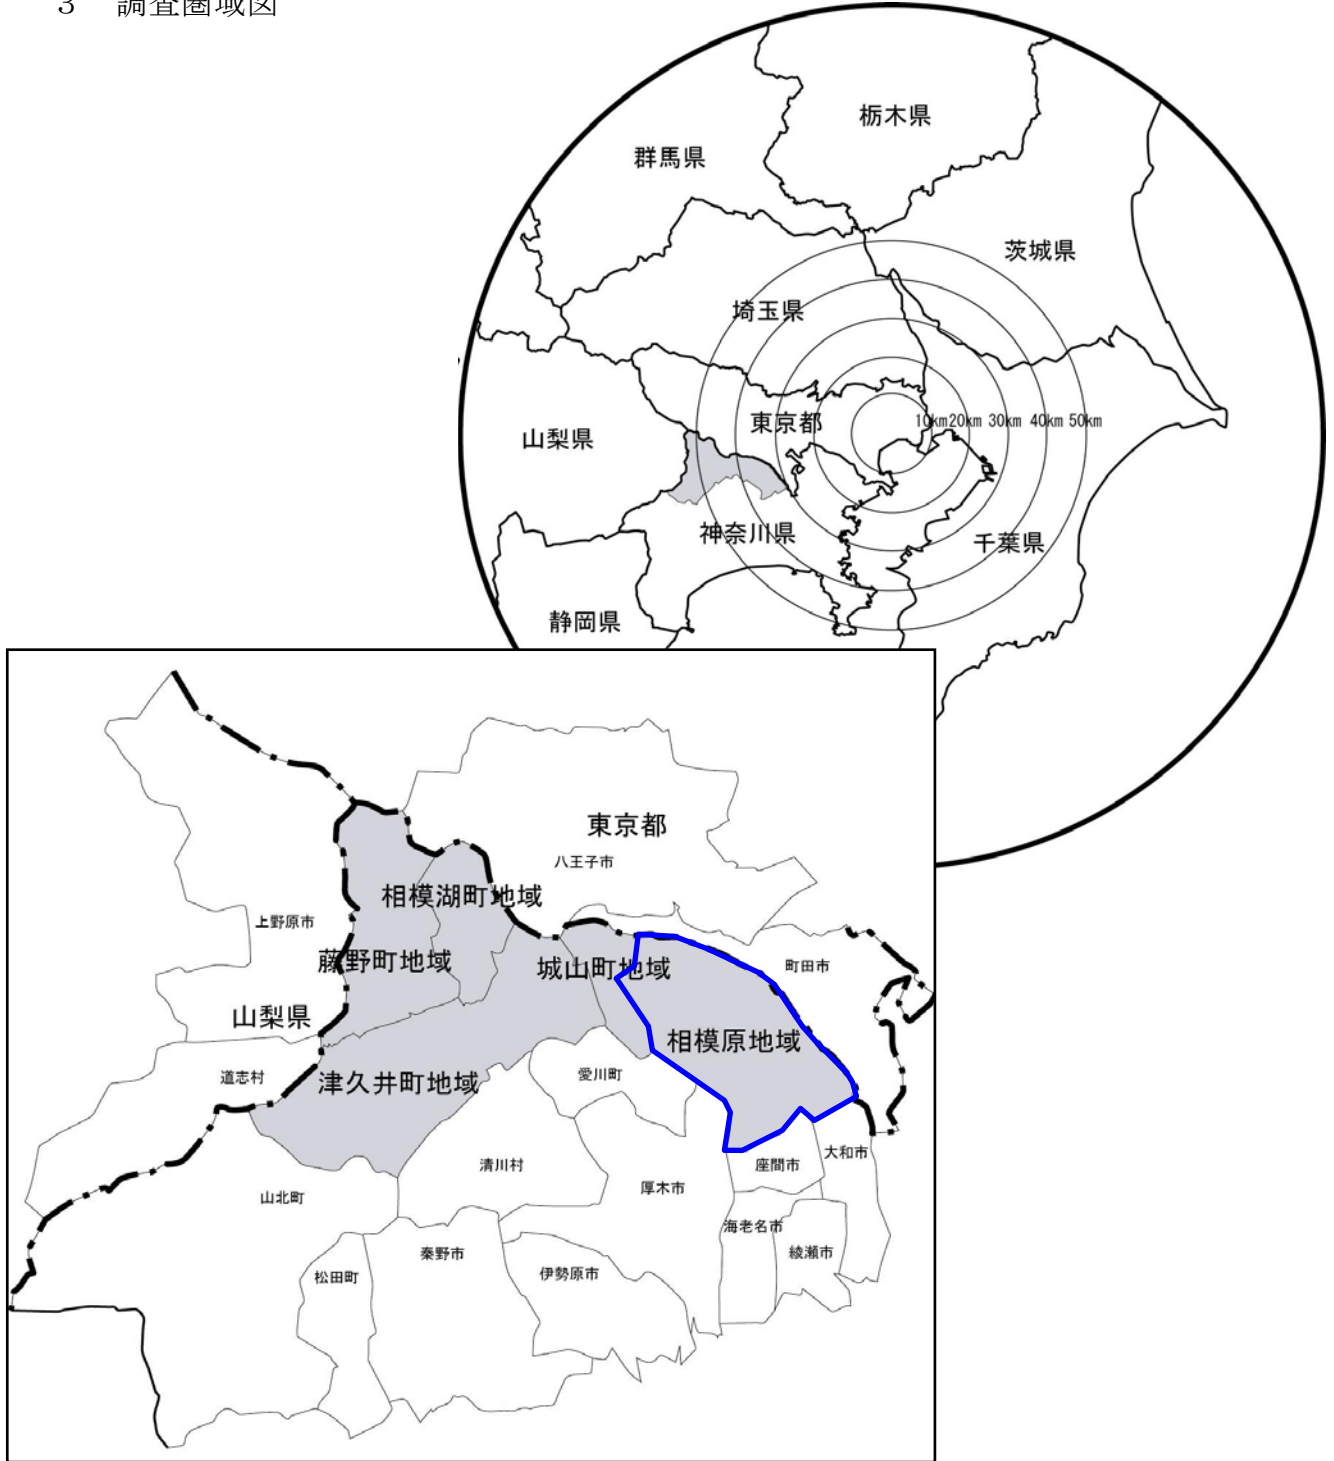 3 調査圏域図
栃木県
群馬県
茨城県
埼玉県
東京都
10km 20km 30km 40km 50km
山梨県
神奈川県
千葉県
静岡県
東京都
八王子市
相模湖町地域
上野原市
藤野町地域
城山町地域
町田市
山梨県
相模原地域
道志村
津久井町地域
愛川町
大和市
清川村
座間市
厚木市
山北町
海老名市
秦野市
綾瀬市
松田町
伊勢原市